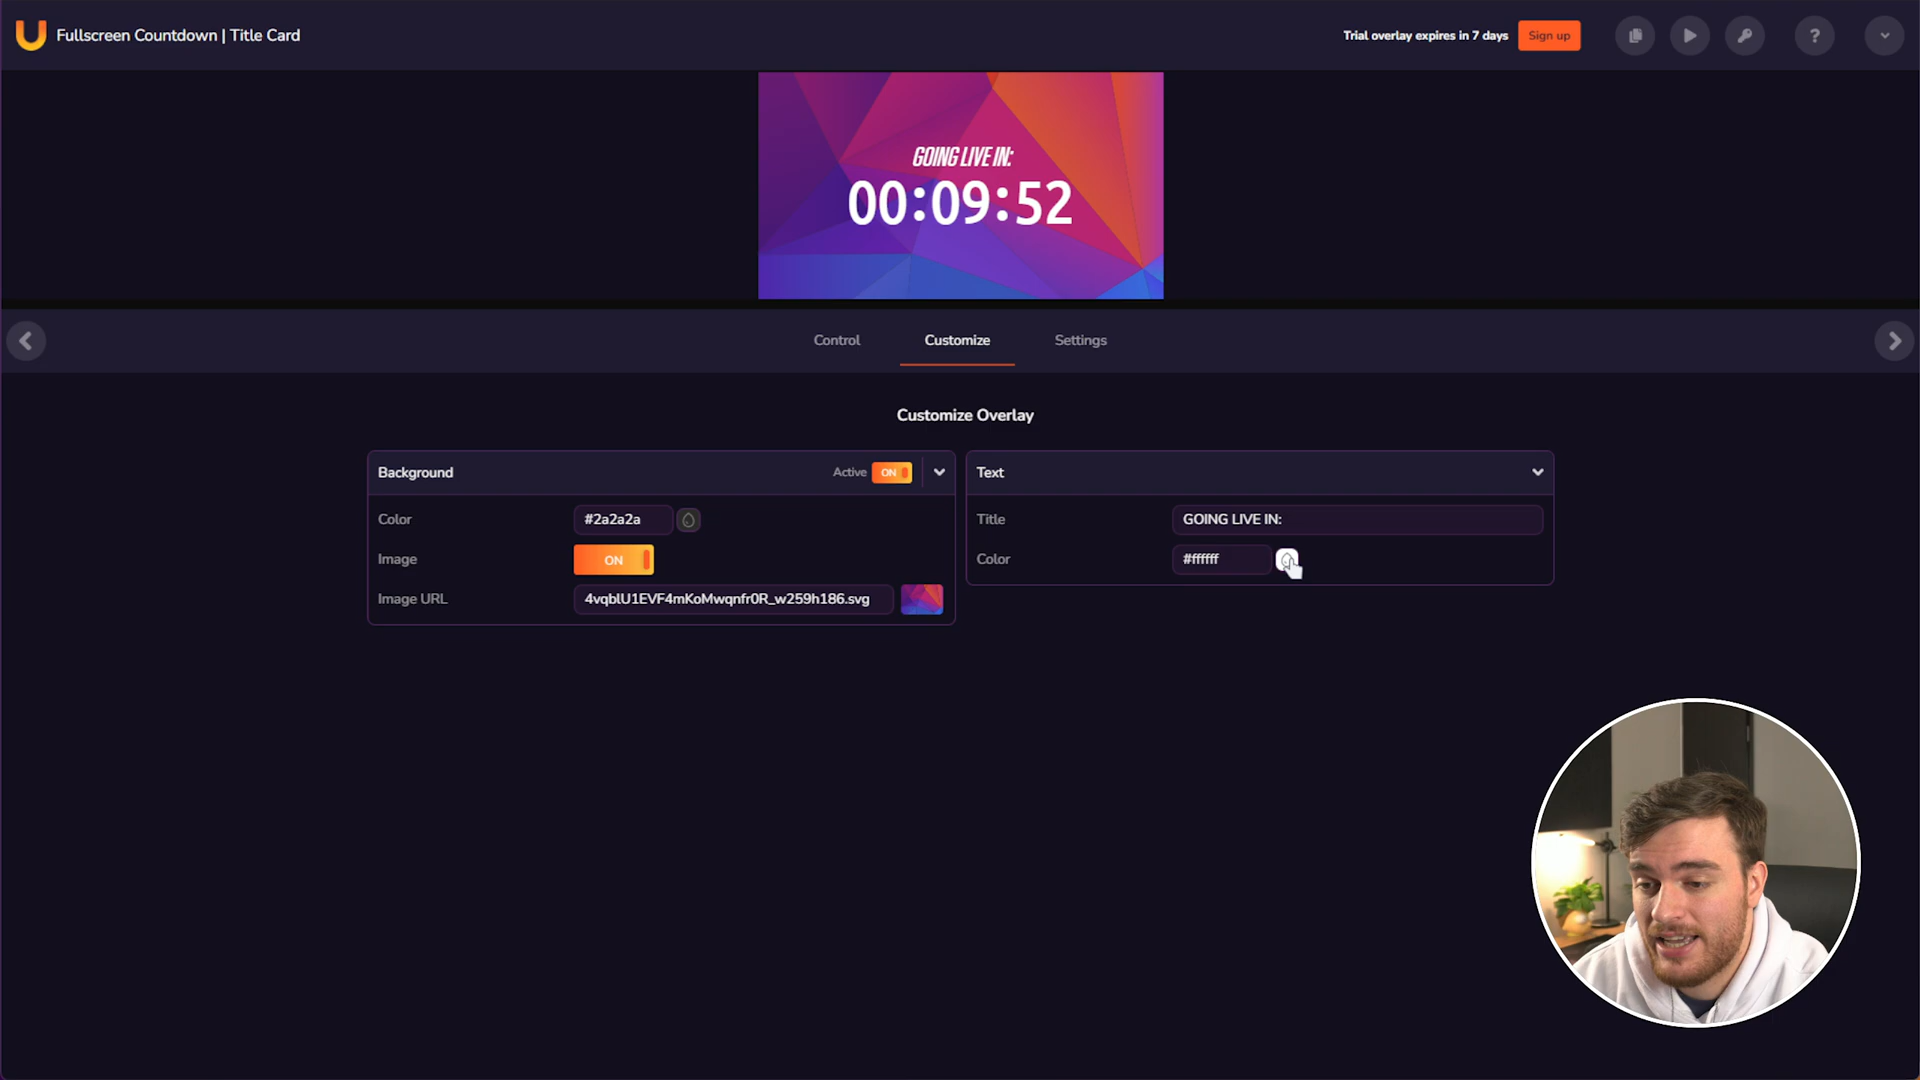 Fullscreen Countdown | Title Card
Trial overlay expires in 7 days
Sign up
?
GOING LIVE IN:
00:09:52
Control
Customize
Settings
Customize Overlay
Background
Active
ON
Text
Color
#2a2a2a
Title
GOING LIVE IN:
Image
ON
Color
#ffffff
Image URL
4vqblU1EVF4mKoMwqnfr0R_w259h186.svg